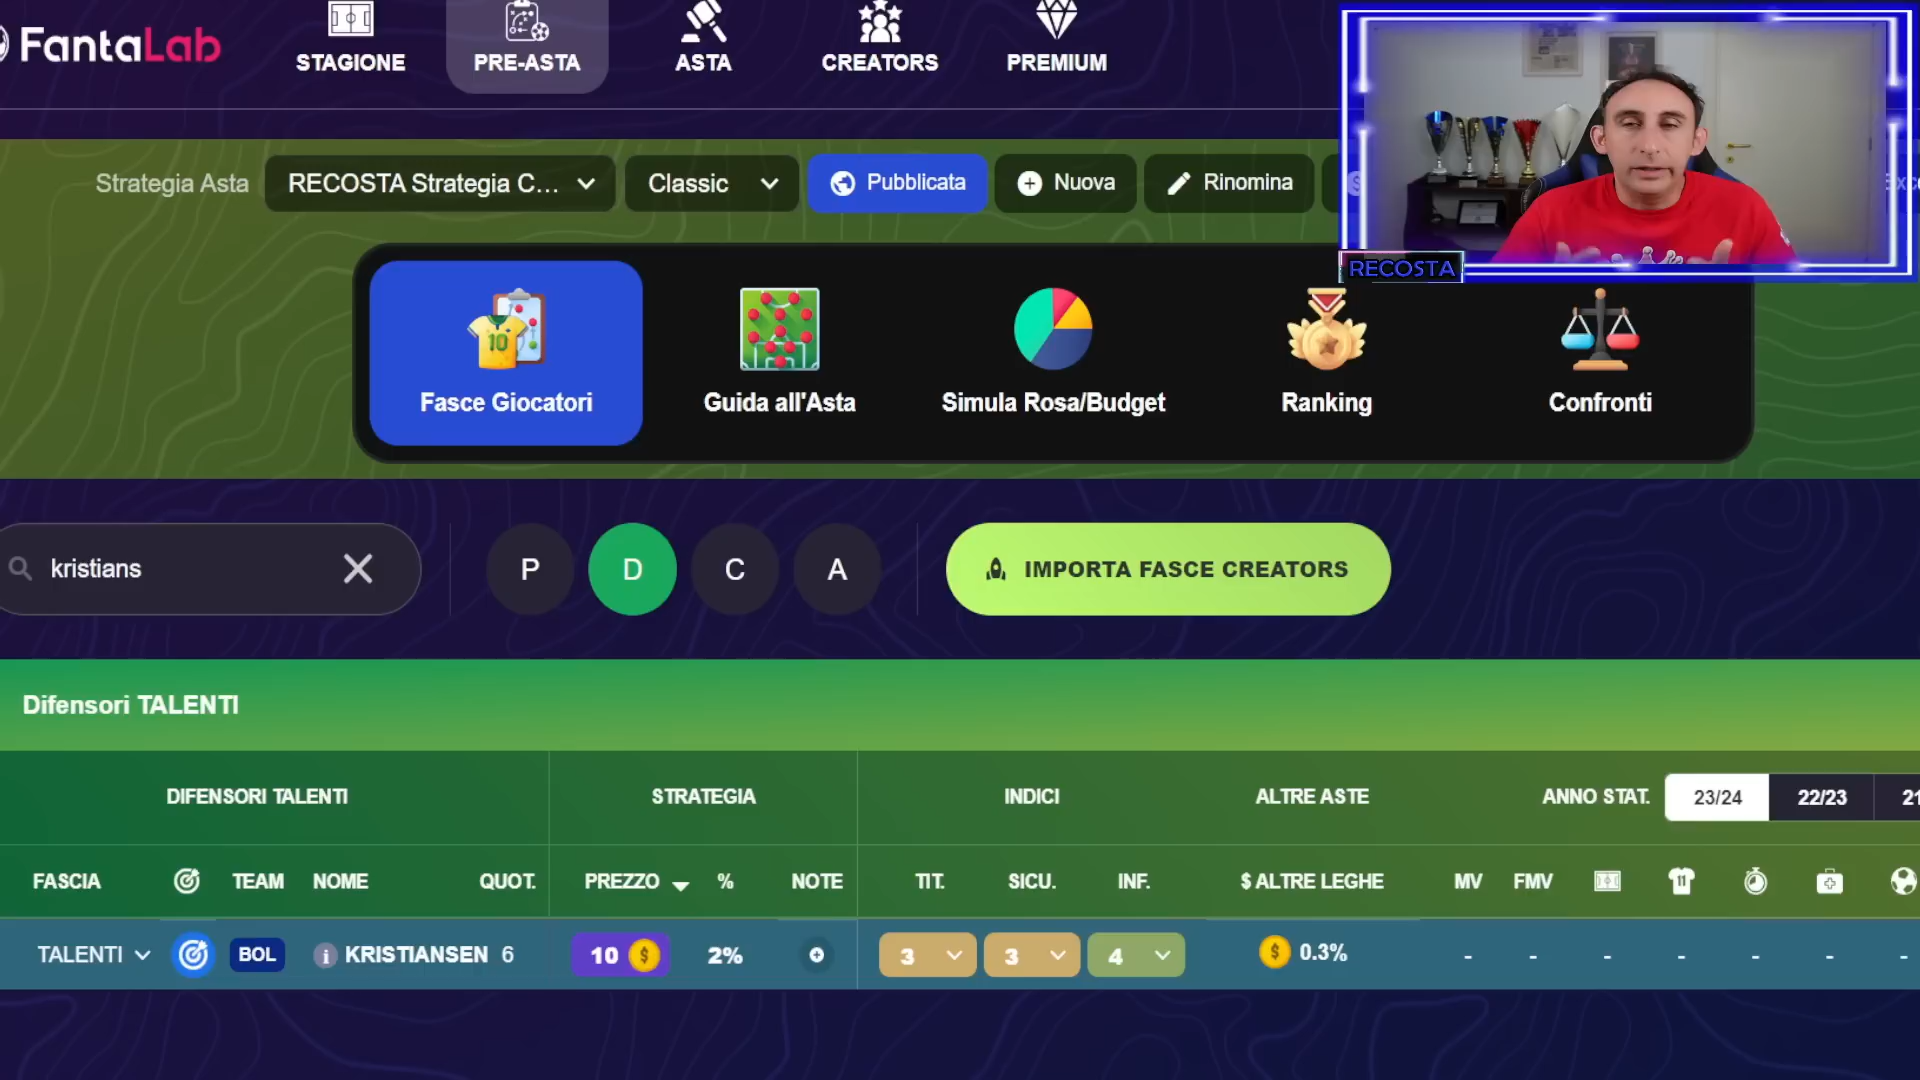 FantaLab
STAGIONE
PRE-ASTA
ASTA
CREATORS
PREMIUM
Strategia Asta
RECOSTA Strategia C...
Classic
Pubblicata
Nuova
Rinomina
RECOSTA
10
Fasce Giocatori
Guida all'Asta
Simula Rosa/Budget
Ranking
Confronti
kristians
P
D
C
A
IMPORTA FASCE CREATORS
Difensori TALENTI
DIFENSORI TALENTI
STRATEGIA
INDICI
ALTRE ASTE
ANNO STAT.
23/24
22/23
21
FASCIA
TEAM
NOME
QUOT.
PREZZO
%
NOTE
TIT.
SICU.
INF.
$ ALTRE LEGHE
MV
FMV
11
TALENTI
BOL
i
KRISTIANSEN
6
10 $
2%
3
3
4
$ 0.3%
- - - - - - -